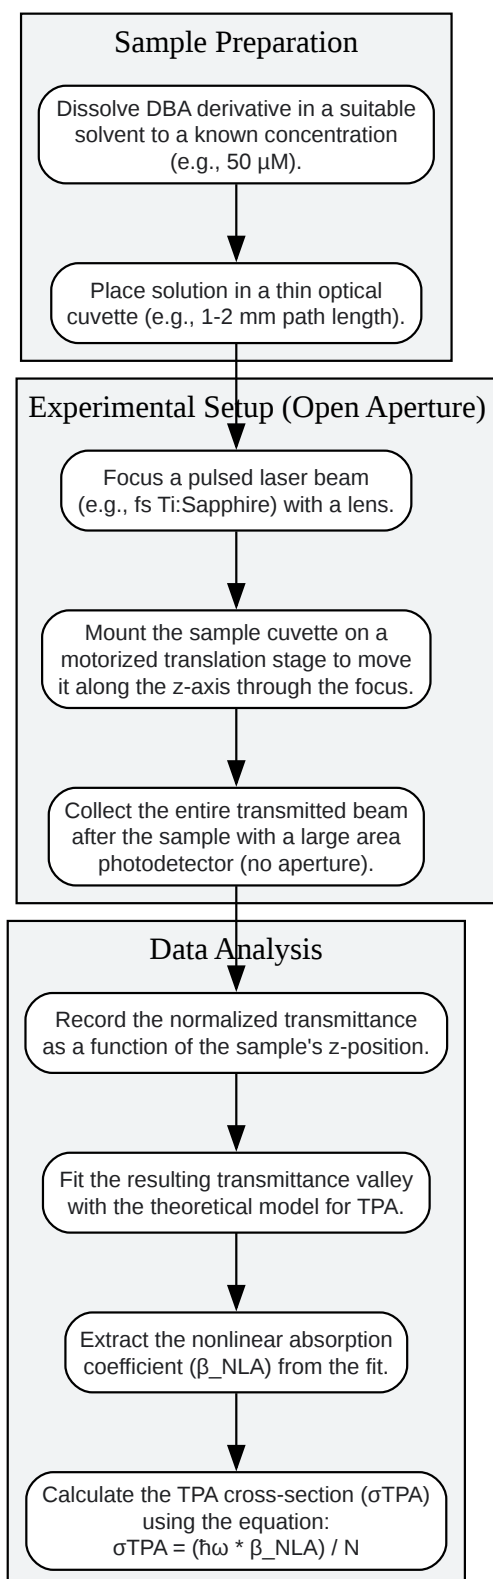 Sample Preparation
Dissolve DBA derivative in a suitable
solvent to a known concentration
(e.g., 50 µM).
Place solution in a thin optical
cuvette (e.g., 1-2 mm path length).
Experimental Setup (Open Aperture)
Focus a pulsed laser beam
(e.g., fs Ti:Sapphire) with a lens.
Mount the sample cuvette on a
motorized translation stage to move
it along the z-axis through the focus.
Collect the entire transmitted beam
after the sample with a large area
photodetector (no aperture).
Data Analysis
Record the normalized transmittance
as a function of the sample's z-position.
Fit the resulting transmittance valley
with the theoretical model for TPA.
Extract the nonlinear absorption
coefficient (β_NLA) from the fit.
Calculate the TPA cross-section (σTPA)
using the equation:
σTPA = (ħω * β_NLA) / N